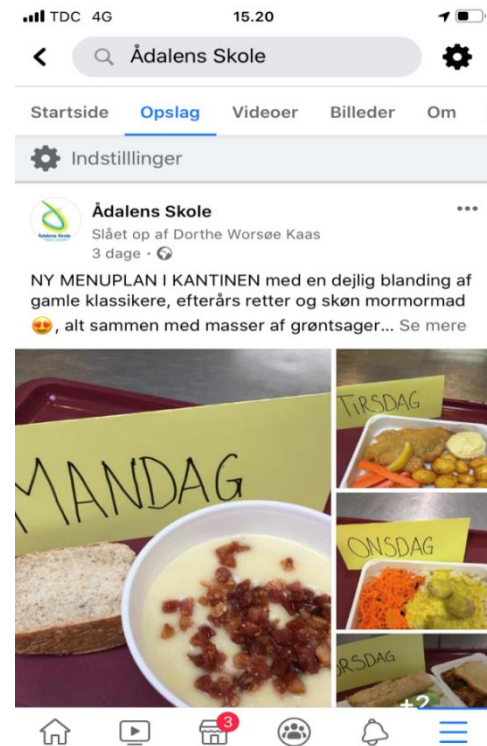 TDC 4G 15.20
Ådalens Skole
Startside Opslag Videoer Billeder Om
Indstilllinger
Ådalens Skole
Slået op af Dorthe Worsøe Kaas
3 dage ·
NY MENUPLAN I KANTINEN med en dejlig blanding af
gamle klassikere, efterårs retter og skøn mormormad
😍, alt sammen med masser af grøntsager... Se mere
MANDAG
TIRSDAG
ONSDAG
RSDAG
+2
3